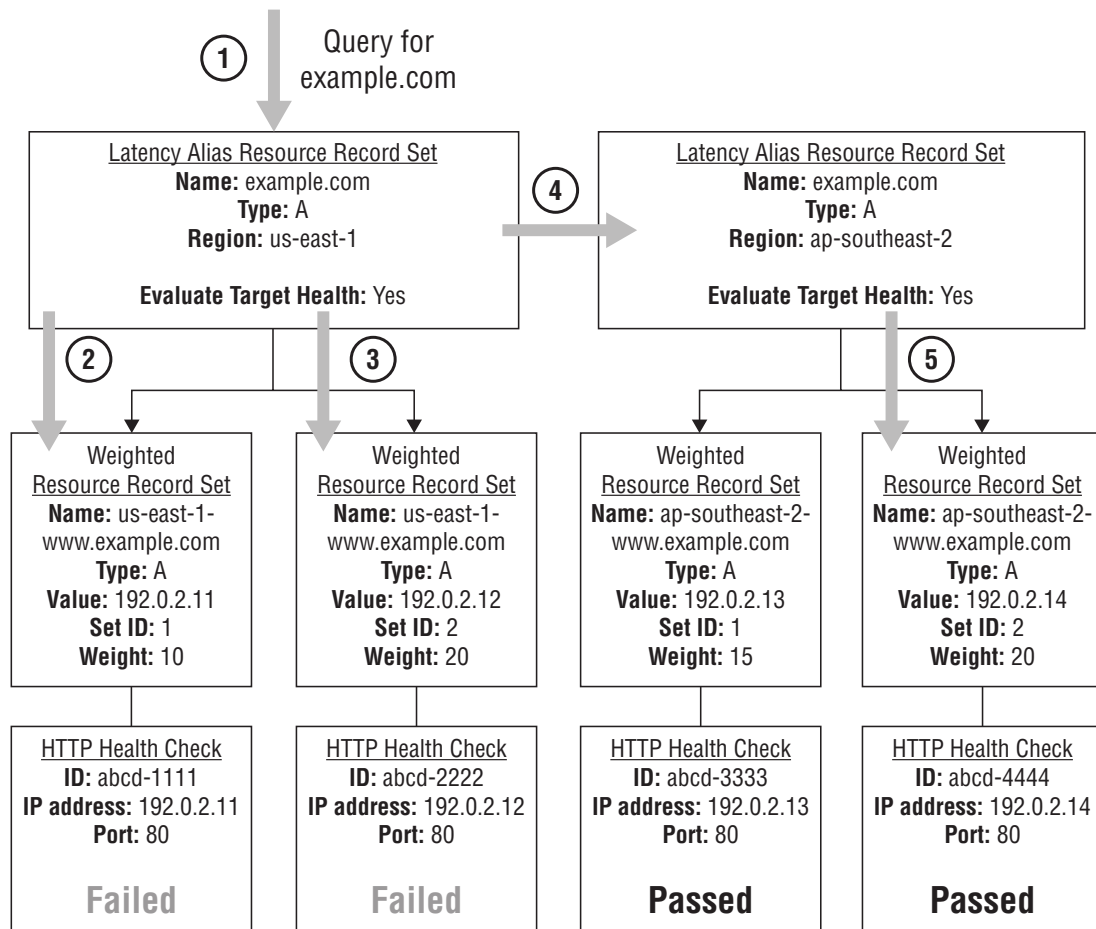 1
Query for
example.com
Latency Alias Resource Record Set
Name: example.com
Type: A
Region: us-east-1
Evaluate Target Health: Yes
4
Latency Alias Resource Record Set
Name: example.com
Type: A
Region: ap-southeast-2
Evaluate Target Health: Yes
2
3
5
Weighted
Resource Record Set
Name: us-east-1-
www.example.com
Type: A
Value: 192.0.2.11
Set ID: 1
Weight: 10
Weighted
Resource Record Set
Name: us-east-1-
www.example.com
Type: A
Value: 192.0.2.12
Set ID: 2
Weight: 20
Weighted
Resource Record Set
Name: ap-southeast-2-
www.example.com
Type: A
Value: 192.0.2.13
Set ID: 1
Weight: 15
Weighted
Resource Record Set
Name: ap-southeast-2-
www.example.com
Type: A
Value: 192.0.2.14
Set ID: 2
Weight: 20
HTTP Health Check
ID: abcd-1111
IP address: 192.0.2.11
Port: 80
Failed
HTTP Health Check
ID: abcd-2222
IP address: 192.0.2.12
Port: 80
Failed
HTTP Health Check
ID: abcd-3333
IP address: 192.0.2.13
Port: 80
Passed
HTTP Health Check
ID: abcd-4444
IP address: 192.0.2.14
Port: 80
Passed